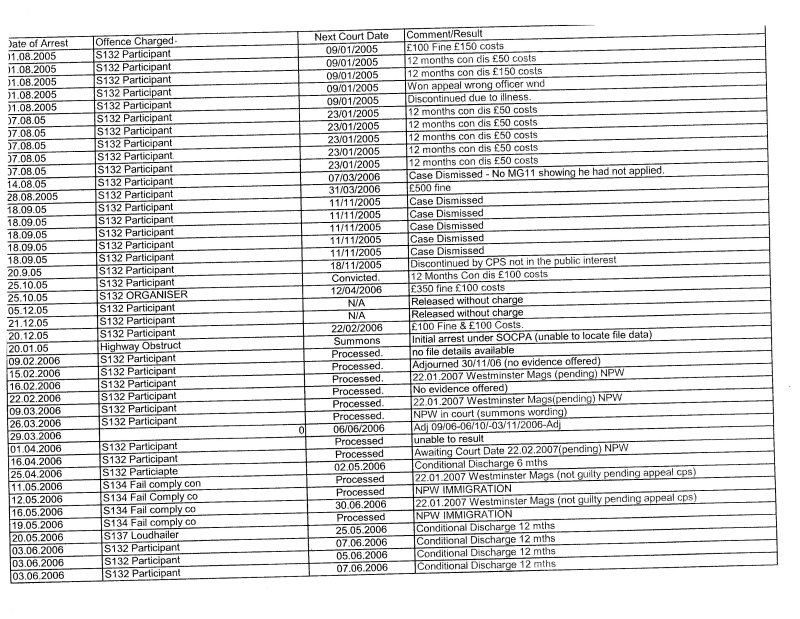 Date of Arrest Offence Charged- Next Court Date Comment/Result
01.08.2005 S132 Participant 09/01/2005 £100 Fine £150 costs
01.08.2005 S132 Participant 09/01/2005 12 months con dis £50 costs
01.08.2005 S132 Participant 09/01/2005 12 months con dis £150 costs
01.08.2005 S132 Participant 09/01/2005 Won appeal wrong officer wnd
01.08.2005 S132 Participant 09/01/2005 Discontinued due to illness.
07.08.05 S132 Participant 23/01/2005 12 months con dis £50 costs
07.08.05 S132 Participant 23/01/2005 12 months con dis £50 costs
07.08.05 S132 Participant 23/01/2005 12 months con dis £50 costs
07.08.05 S132 Participant 23/01/2005 12 months con dis £50 costs
07.08.05 S132 Participant 23/01/2005 12 months con dis £50 costs
14.08.05 S132 Participant 07/03/2006 Case Dismissed - No MG11 showing he had not applied.
28.08.2005 S132 Participant 31/03/2006 £500 fine
18.09.05 S132 Participant 11/11/2005 Case Dismissed
18.09.05 S132 Participant 11/11/2005 Case Dismissed
18.09.05 S132 Participant 11/11/2005 Case Dismissed
18.09.05 S132 Participant 11/11/2005 Case Dismissed
18.09.05 S132 Participant 11/11/2005 Case Dismissed
20.9.05 S132 Participant 18/11/2005 Discontinued by CPS not in the public interest
25.10.05 S132 Participant Convicted. 12 Months Con dis £100 costs
25.10.05 S132 ORGANISER 12/04/2006 £350 fine £100 costs
05.12.05 S132 Participant N/A Released without charge
21.12.05 S132 Participant N/A Released without charge
20.12.05 S132 Participant 22/02/2006 £100 Fine & £100 Costs.
20.01.05 Highway Obstruct Summons Initial arrest under SOCPA (unable to locate file data)
09.02.2006 S132 Participant Processed. no file details available
15.02.2006 S132 Participant Processed. Adjourned 30/11/06 (no evidence offered)
16.02.2006 S132 Participant Processed. 22.01.2007 Westminster Mags (pending) NPW
22.02.2006 S132 Participant Processed. No evidence offered)
09.03.2006 S132 Participant Processed. 22.01.2007 Westminster Mags(pending) NPW
26.03.2006 S132 Participant Processed. NPW in court (summons wording)
29.03.2006 0 06/06/2006 Adj 09/06-06/10/-03/11/2006-Adj
01.04.2006 S132 Participant Processed unable to result
16.04.2006 S132 Participant Processed Awaiting Court Date 22.02.2007(pending) NPW
25.04.2006 S132 Particiapte 02.05.2006 Conditional Discharge 6 mths
11.05.2006 S134 Fail comply con Processed 22.01.2007 Westminster Mags (not guilty pending appeal cps)
12.05.2006 S134 Fail comply co Processed NPW IMMIGRATION
16.05.2006 S134 Fail comply co 30.06.2006 22.01.2007 Westminster Mags (not guilty pending appeal cps)
19.05.2006 S134 Fail comply co Processed NPW IMMIGRATION
20.05.2006 S137 Loudhailer 25.05.2006 Conditional Discharge 12 mths
03.06.2006 S132 Participant 07.06.2006 Conditional Discharge 12 mths
03.06.2006 S132 Participant 05.06.2006 Conditional Discharge 12 mths
03.06.2006 S132 Participant 07.06.2006 Conditional Discharge 12 mths